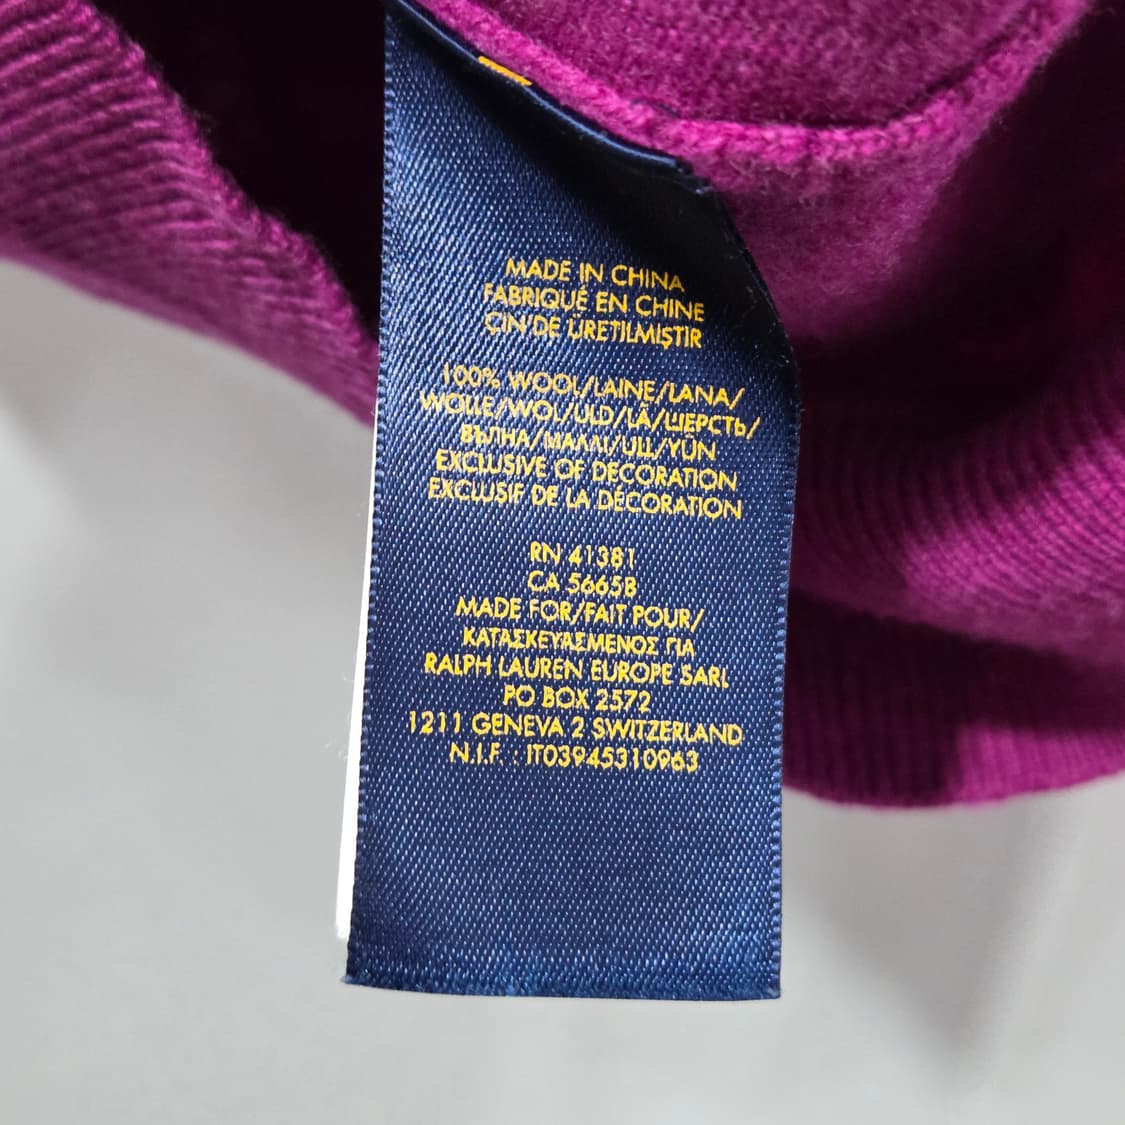 MADE IN CHINA
FABRIQUÉ EN CHINE
ÇIN'DE ÜRETILMIŞTIR
100% WOOL/LAINE/LANA/
WOLLE/WOL/ULD/LÃ/ШЕРСТЬ/
ВЪЛНА/ΜΑΛΛΙ/ULL/YÜN
EXCLUSIVE OF DECORATION
EXCLUSIF DE LA DÉCORATION
RN 41381
CA 56658
MADE FOR/FAIT POUR/
ΚΑΤΑΣΚΕΥΑΣΜΕΝΟΣ ΓΙΑ
RALPH LAUREN EUROPE SARL
PO BOX 2572
1211 GENEVA 2 SWITZERLAND
N.I.F. : IT03945310963